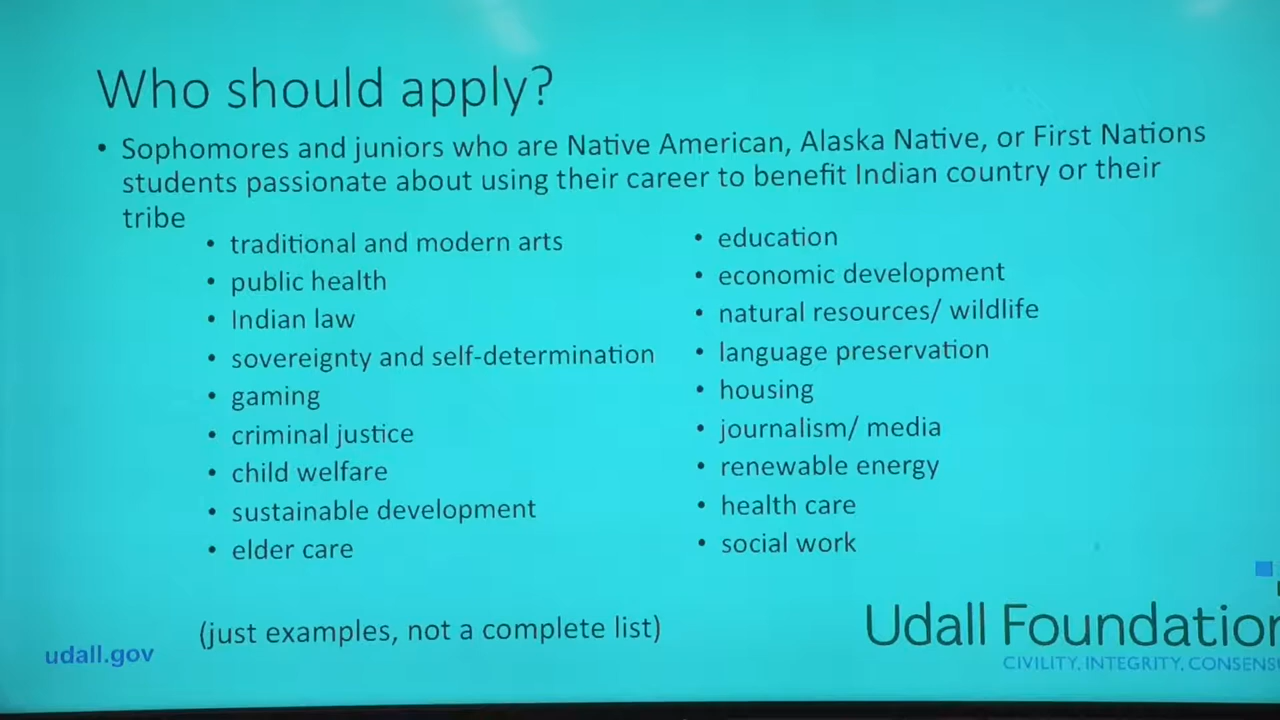 Who should apply?
• Sophomores and juniors who are Native American, Alaska Native, or First Nations
students passionate about using their career to benefit Indian country or their
tribe
• traditional and modern arts
• public health
• Indian law
• sovereignty and self-determination
• gaming
• criminal justice
• child welfare
• sustainable development
• elder care
• education
• economic development
• natural resources/ wildlife
• language preservation
• housing
• journalism/ media
• renewable energy
• health care
• social work
(just examples, not a complete list)
udall.gov
Udall Foundation
CIVILITY, INTEGRITY, CONSENS